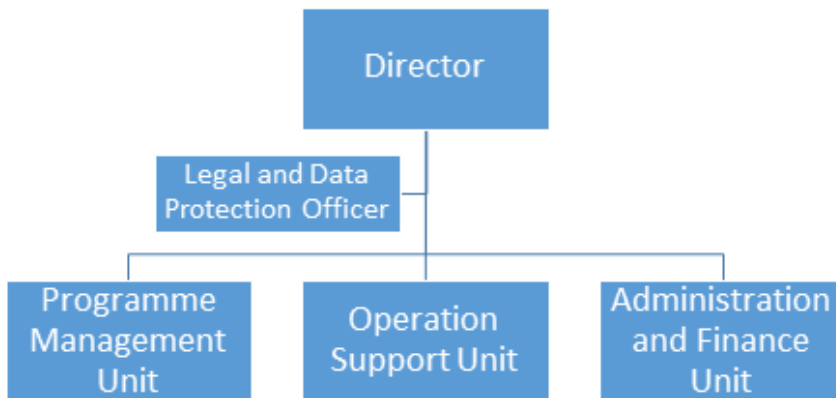 Director
Legal and Data
Protection Officer
Programme
Management
Unit
Operation
Support Unit
Administration
and Finance
Unit